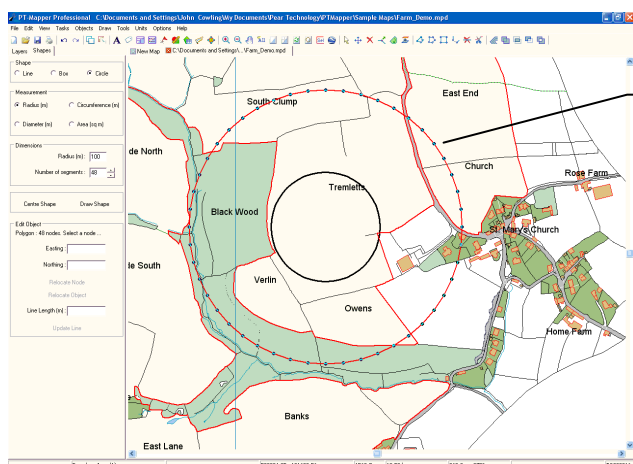 PT-Mapper Professional C:\Documents and Settings\John Cowling\My Documents\Pear Technology\PTMapper\Sample Maps\Farm_Demo.mpd
File Edit View Tasks Objects Draw Tools Units Options Help
Layers Shapes
New Map C:\Documents and Settings\...\Farm_Demo.mpd
Shape
Line Box Circle
Measurement
Radius (m) Circumference (m)
Diameter (m) Area (sq m)
Dimensions
Radius (m) : 100
Number of segments : 48
Centre Shape Draw Shape
Edit Object
Polygon : 48 nodes. Select a node ...
Easting :
Northing :
Relocate Node
Relocate Object
Line Length (m) :
Update Line
South Clump
East End
de North
Church
Rose Farm
Tremletts
Black Wood
St. Mary's Church
de South
Verlin
Owens
Home Farm
Banks
East Lane